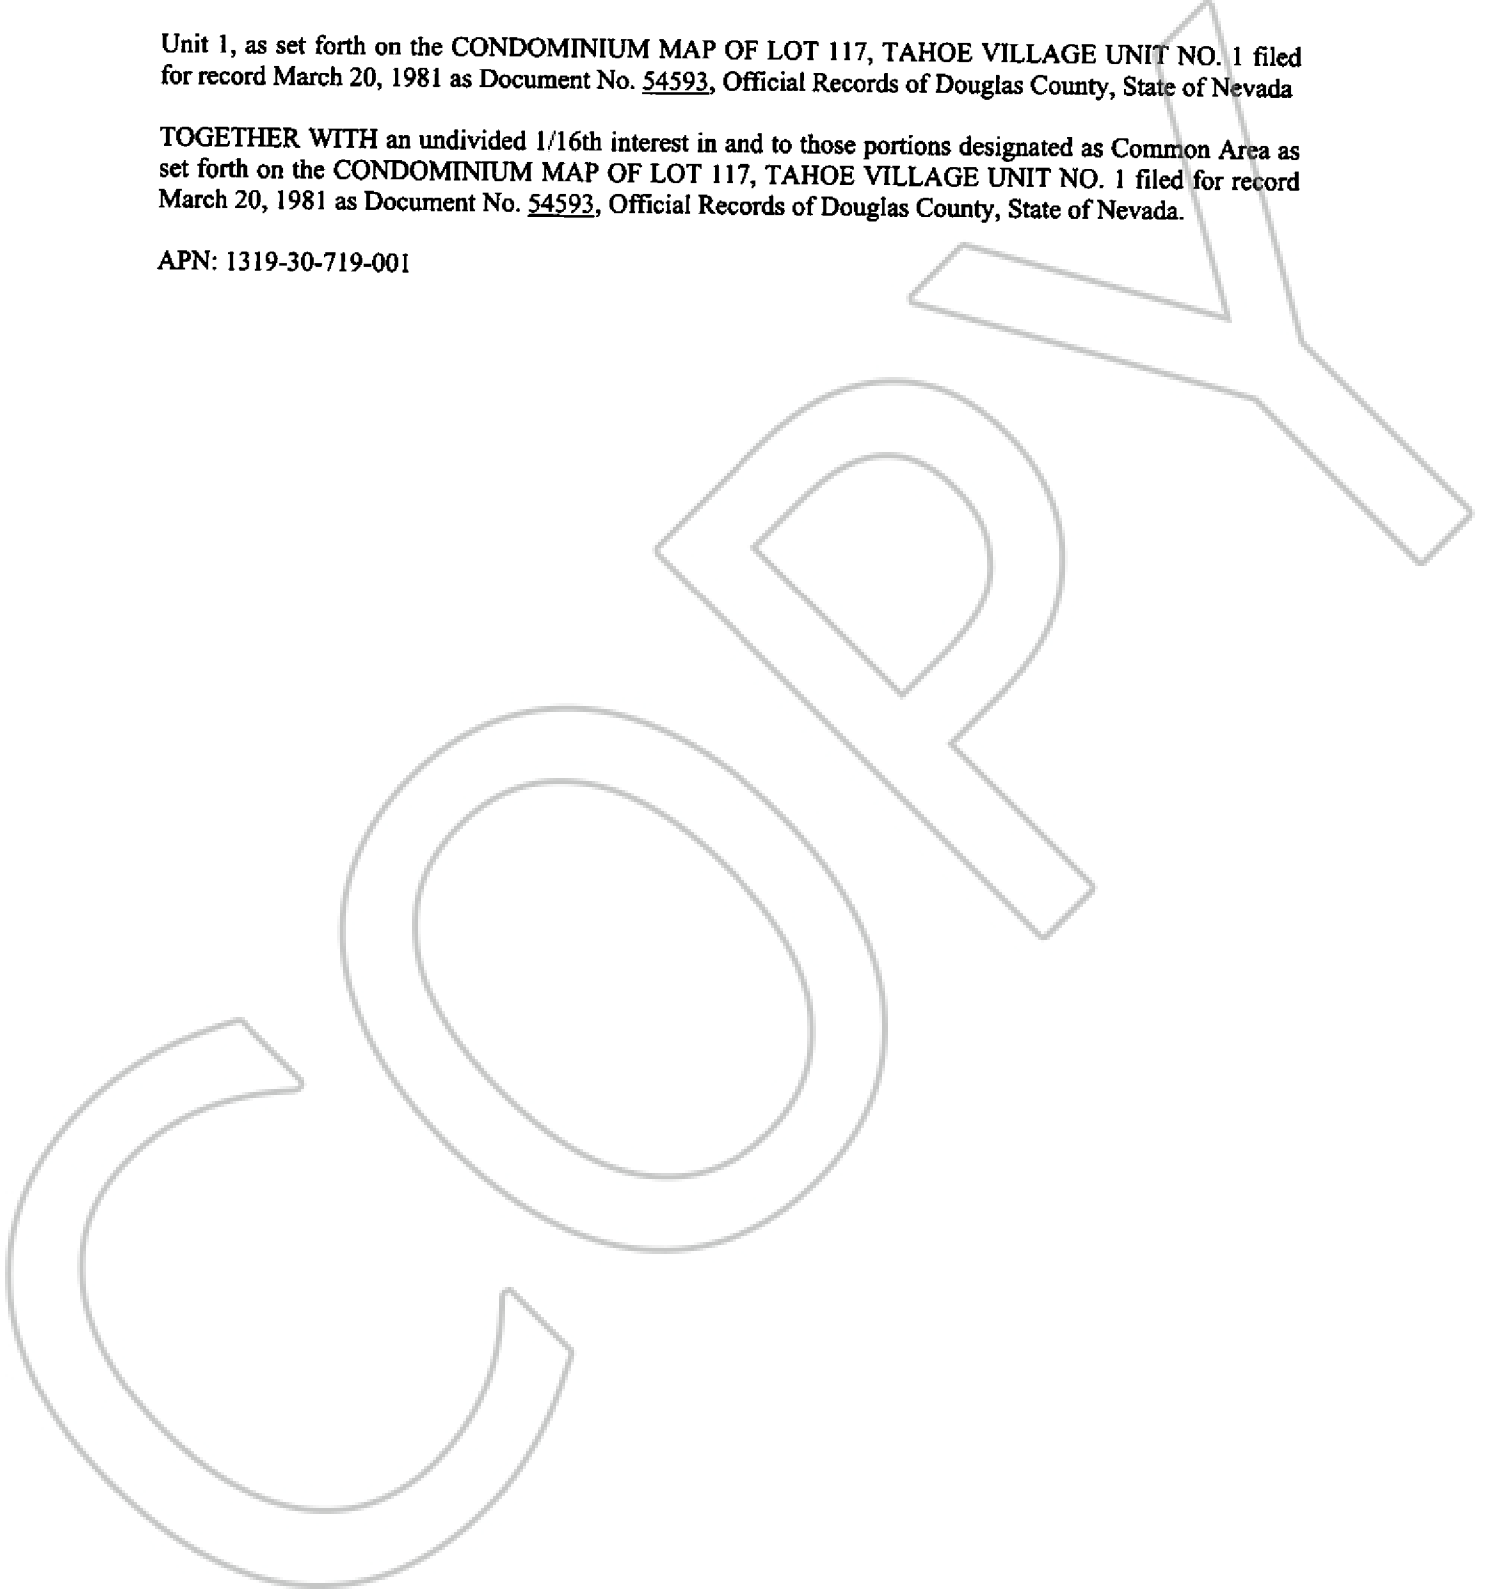 Unit 1, as set forth on the CONDOMINIUM MAP OF LOT 117, TAHOE VILLAGE UNIT NO. 1 filed
for record March 20, 1981 as Document No. 54593, Official Records of Douglas County, State of Nevada
TOGETHER WITH an undivided 1/16th interest in and to those portions designated as Common Area as
set forth on the CONDOMINIUM MAP OF LOT 117, TAHOE VILLAGE UNIT NO. 1 filed for record
March 20, 1981 as Document No. 54593, Official Records of Douglas County, State of Nevada.
APN: 1319-30-719-001
COPY